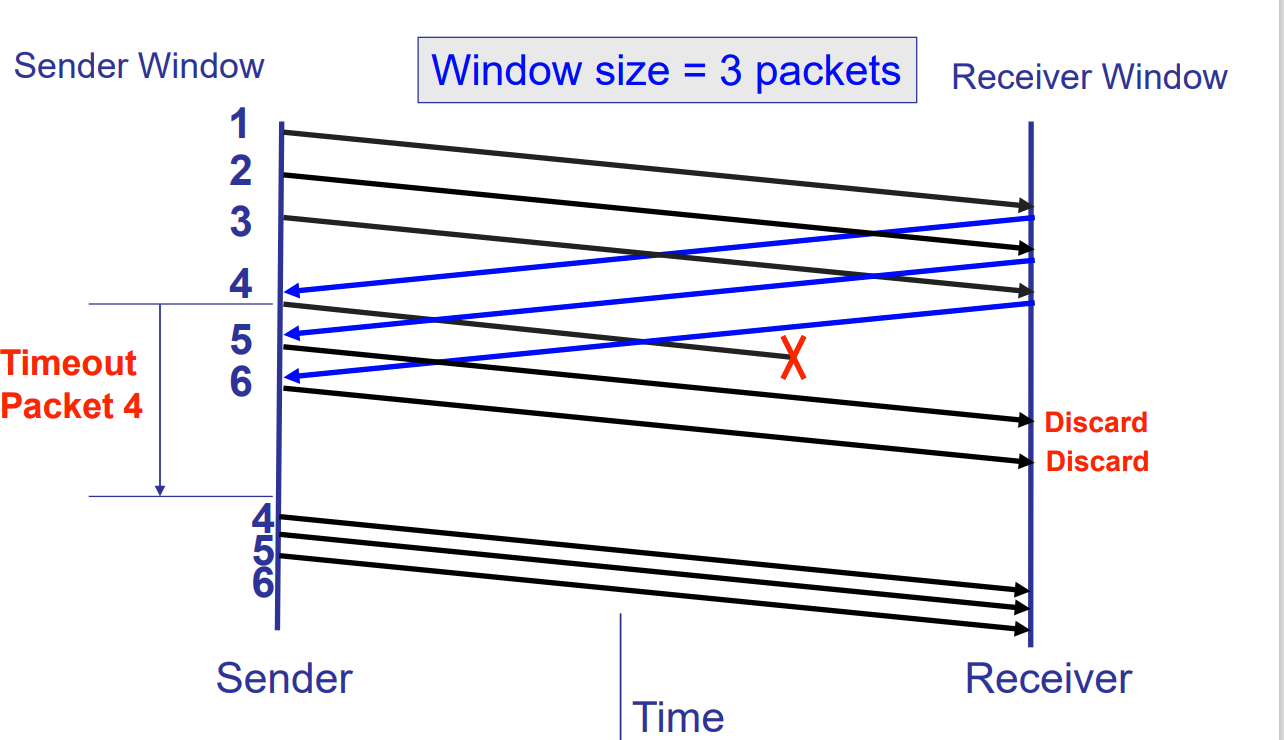 Sender Window
Window size = 3 packets
Receiver Window
1
2
3
4
5
6
Timeout
Packet 4
Discard
Discard
4
5
6
Sender
Receiver
Time